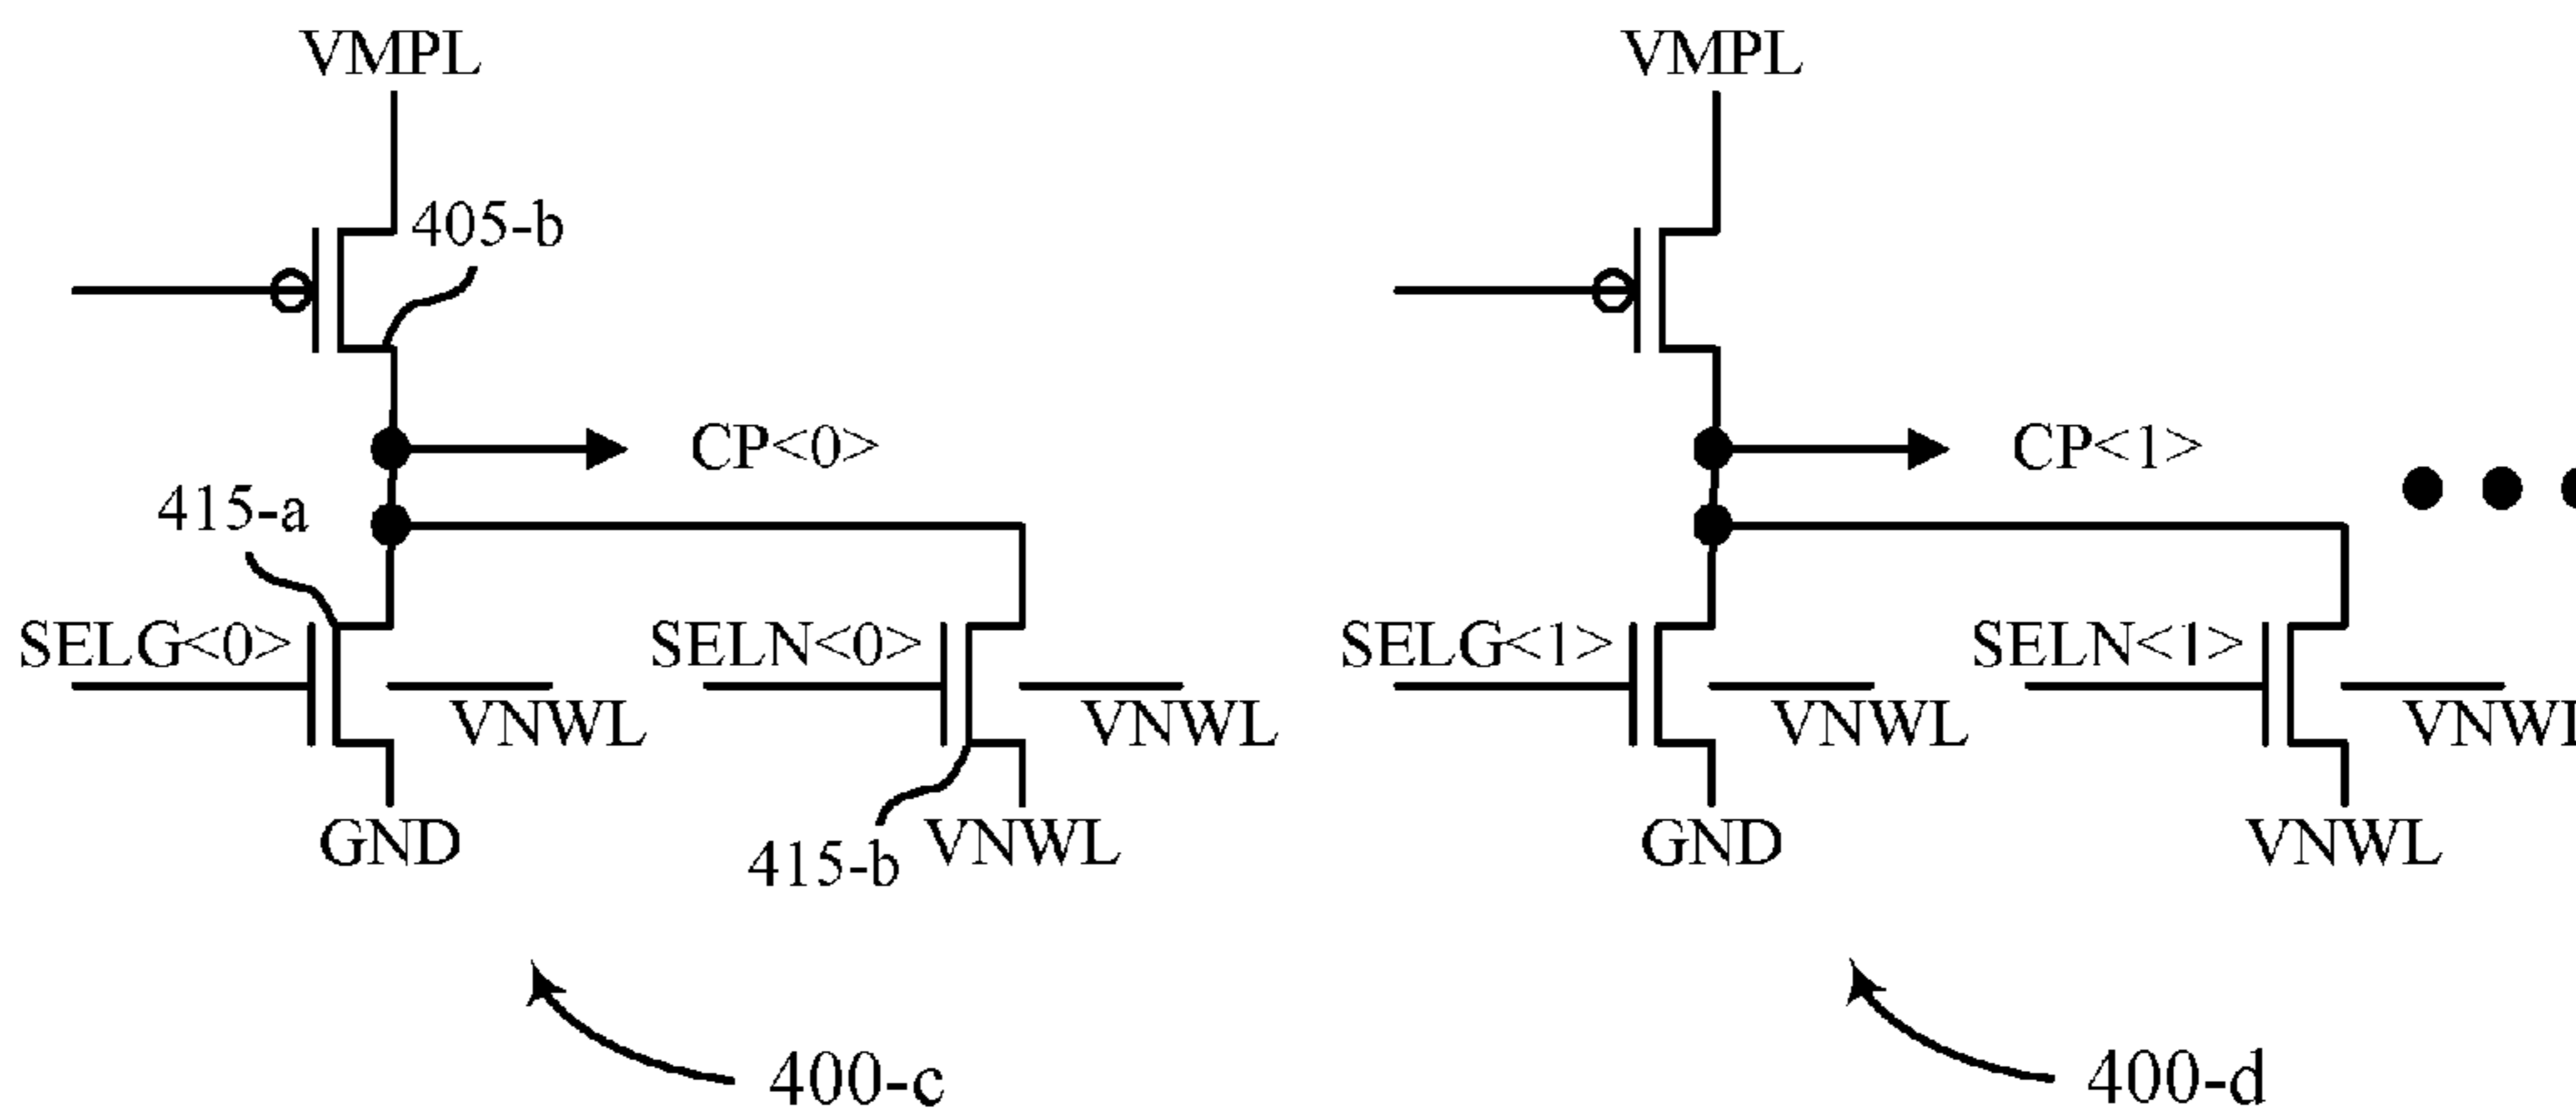 VMPL VMPL
405-b
CP<0> CP<1>
415-a
SELG<0> SELN<0> SELG<1> SELN<1>
VNWL VNWL VNWL
GND VNWL GND VNWL
415-b
400-c 400-d